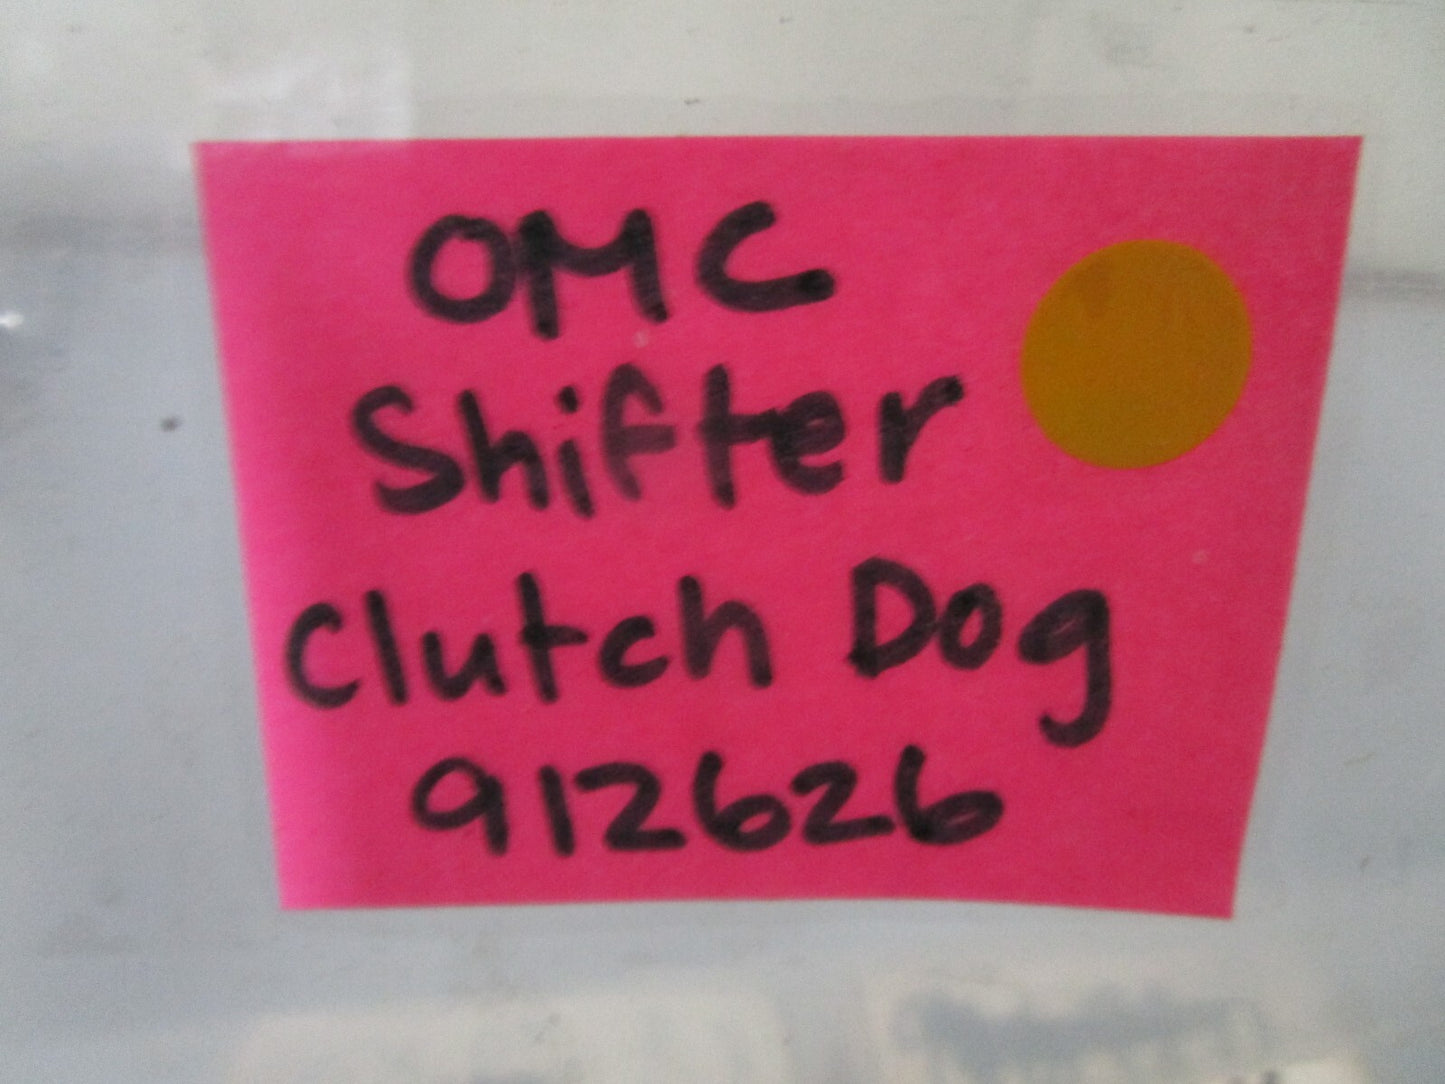 OMC
Shifter
Clutch Dog
912626